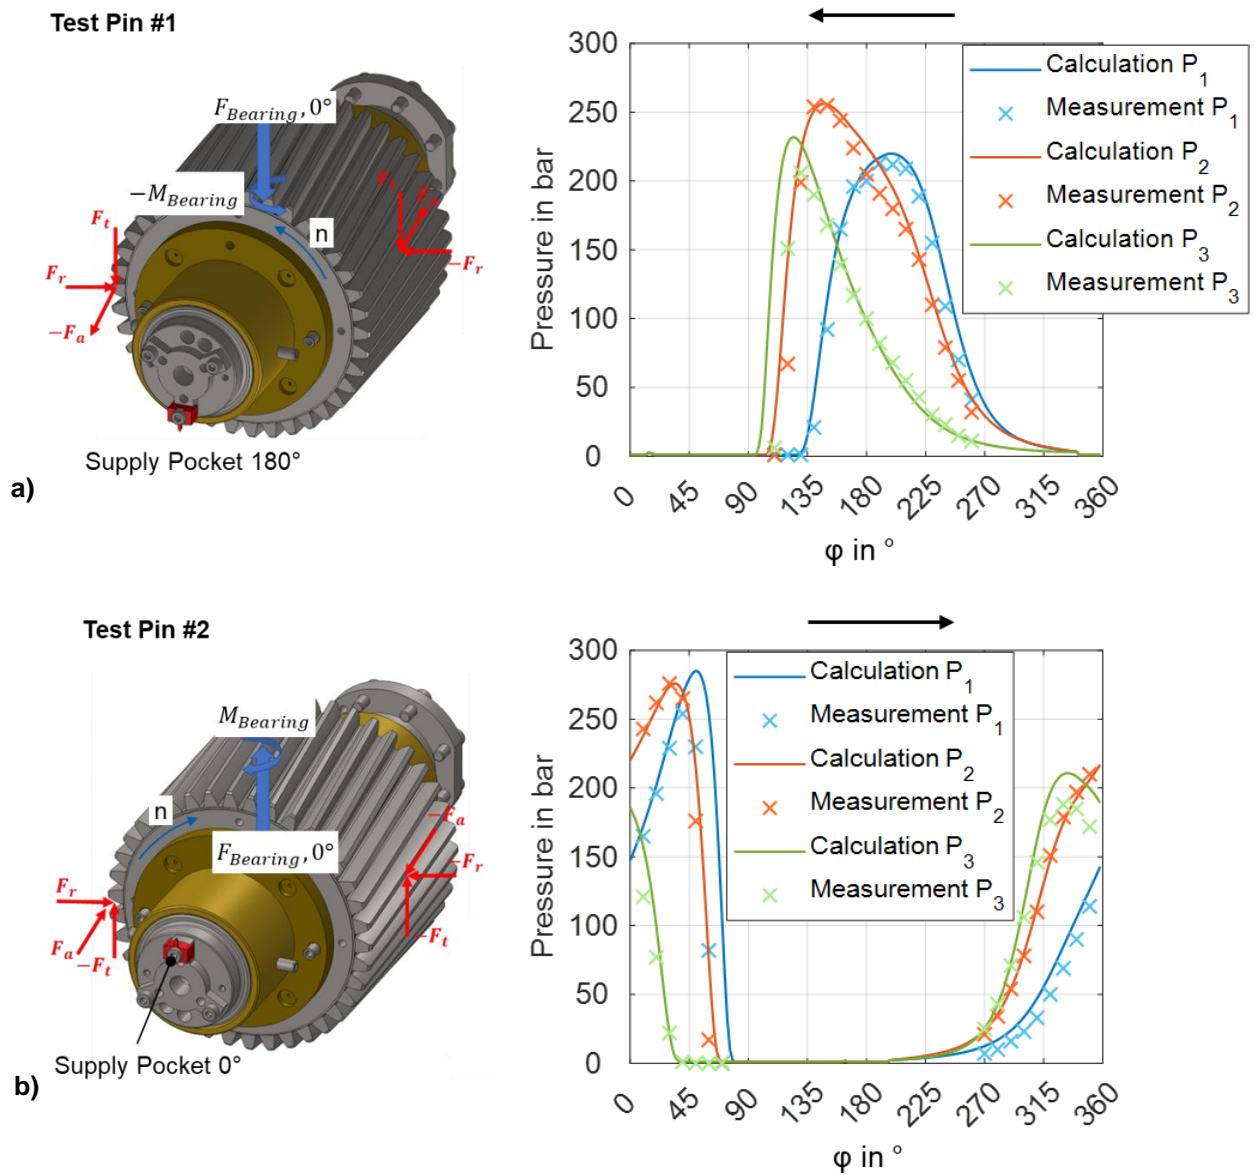 Test Pin #1
F_Bearing, 0°
−M_Bearing
n
F_t
F_r
−F_a
−F_r
Supply Pocket 180°
a)
Pressure in bar
300
250
200
150
100
50
0
0 45 90 135 180 225 270 315 360
φ in °
Calculation P_1
Measurement P_1
Calculation P_2
Measurement P_2
Calculation P_3
Measurement P_3
Test Pin #2
M_Bearing
n
F_Bearing, 0°
F_r
F_a
−F_t
−F_a
−F_r
−F_t
Supply Pocket 0°
b)
Pressure in bar
300
250
200
150
100
50
0
0 45 90 135 180 225 270 315 360
φ in °
Calculation P_1
Measurement P_1
Calculation P_2
Measurement P_2
Calculation P_3
Measurement P_3